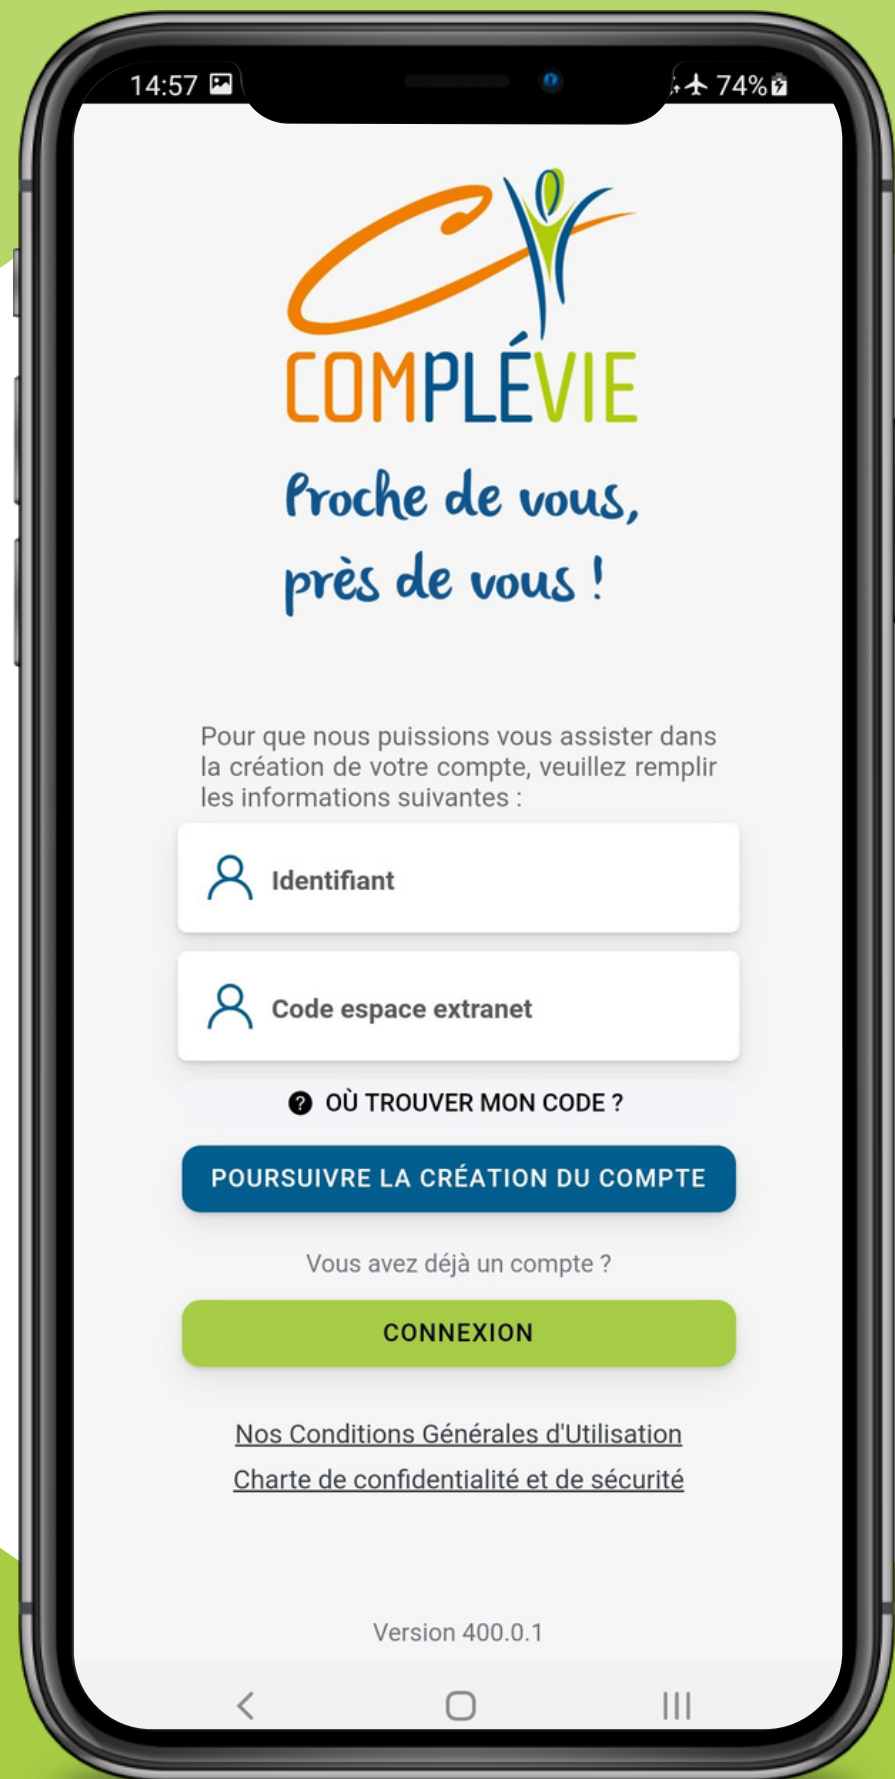 14:57
74%
COMPLÉVIE
Proche de vous,
près de vous !
Pour que nous puissions vous assister dans
la création de votre compte, veuillez remplir
les informations suivantes :
Identifiant
Code espace extranet
OÙ TROUVER MON CODE ?
POURSUIVRE LA CRÉATION DU COMPTE
Vous avez déjà un compte ?
CONNEXION
Nos Conditions Générales d'Utilisation
Charte de confidentialité et de sécurité
Version 400.0.1